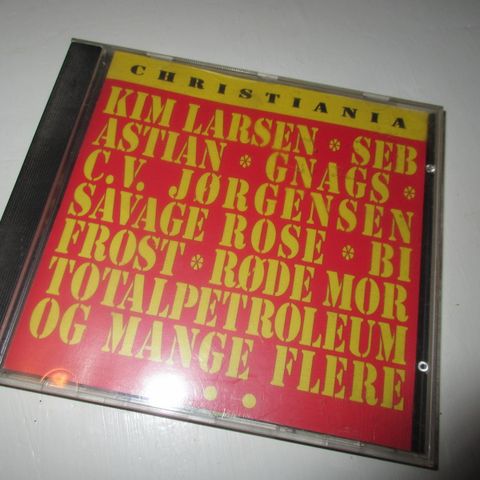 CHRISTIANIA
KIM LARSEN * SEB
ASTIAN * GNAGS *
C.V. JØRGENSEN
SAVAGE ROSE * BI
FROST * RØDE MOR
TOTALPETROLEUM
OG MANGE FLERE
...